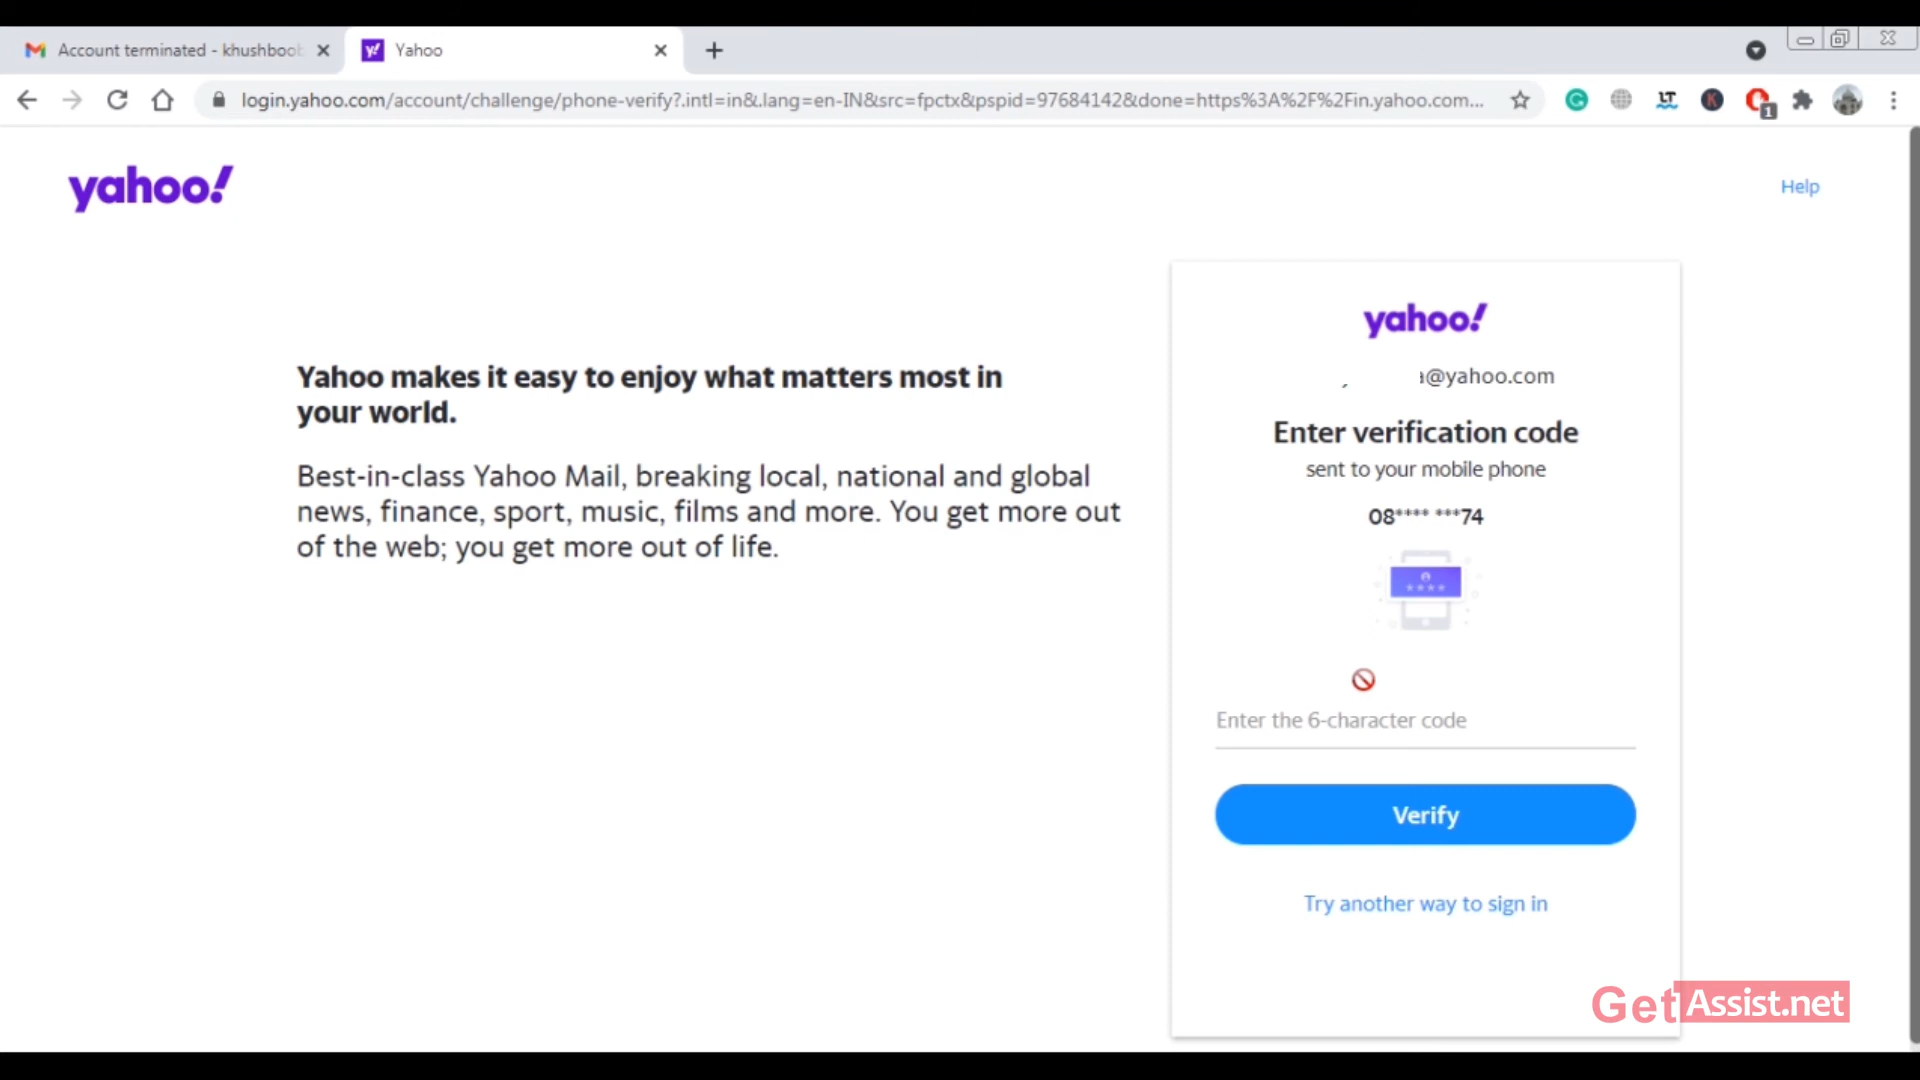 Account terminated - khushboob
Yahoo
login.yahoo.com/account/challenge/phone-verify?.intl=in&.lang=en-IN&src=fpctx&pspid=97684142&done=https%3A%2F%2Fin.yahoo.com...
1
yahoo!
Help
yahoo!
a@yahoo.com
Yahoo makes it easy to enjoy what matters most in
your world.
Best-in-class Yahoo Mail, breaking local, national and global
news, finance, sport, music, films and more. You get more out
of the web; you get more out of life.
Enter verification code
sent to your mobile phone
08**** ***74
Enter the 6-character code
Verify
Try another way to sign in
GetAssist.net